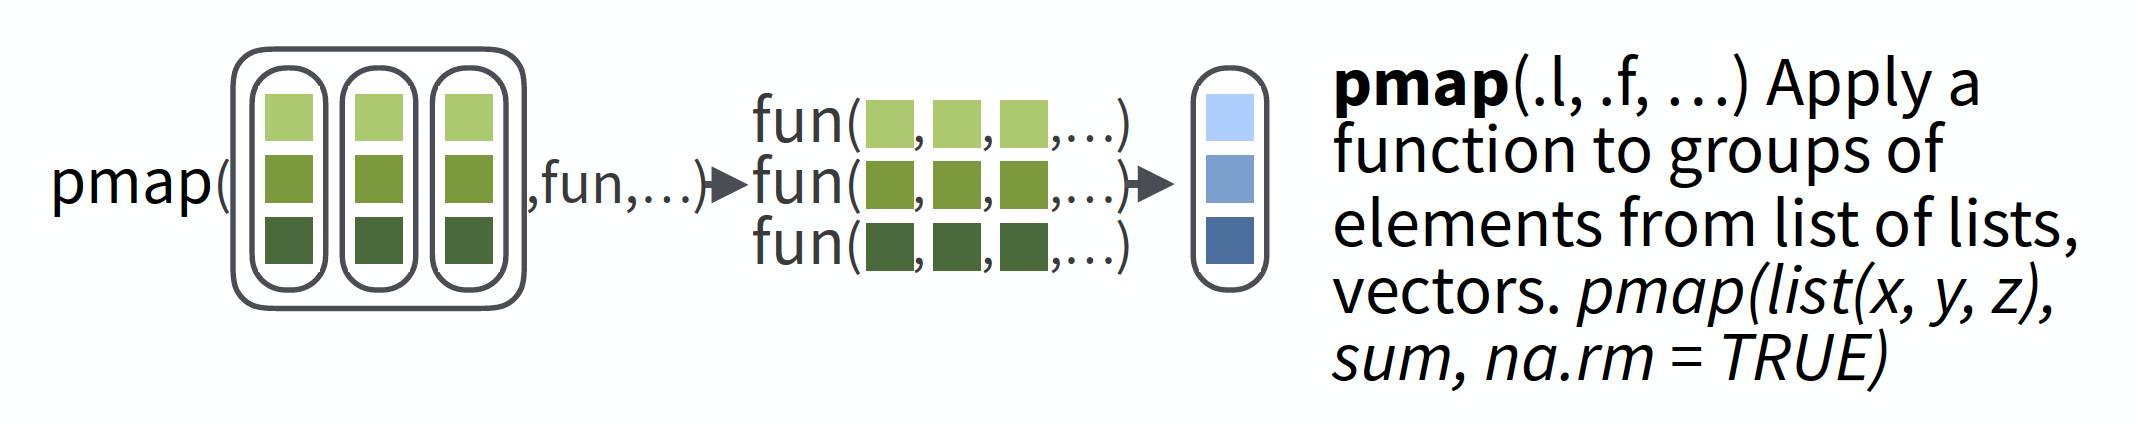 pmap( ,fun,…)
fun( , , ,…)
fun( , , ,…)
fun( , , ,…)
pmap(.l, .f, …) Apply a
function to groups of
elements from list of lists,
vectors. pmap(list(x, y, z),
sum, na.rm = TRUE)